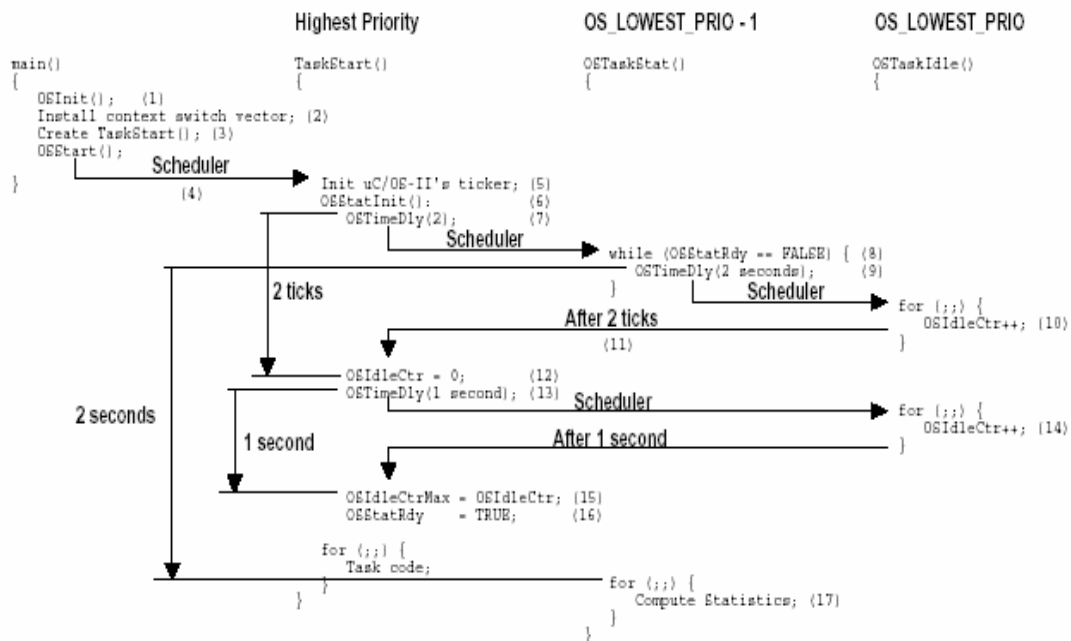 Highest Priority OS_LOWEST_PRIO - 1 OS_LOWEST_PRIO
main() TaskStart() OSTaskStat() OSTaskIdle()
{ { { {
OSInit(); (1)
Install context switch vector; (2)
Create TaskStart(); (3)
OSStart();
Scheduler
} (4) Init uC/OS-II's ticker; (5)
OSStatInit(): (6)
OSTimeDly(2); (7)
Scheduler
while (OSStatRdy == FALSE) { (8)
OSTimeDly(2 seconds); (9)
}
2 ticks
Scheduler
for (;;) {
After 2 ticks
OSIdleCtr++; (10)
(11) }
OSIdleCtr = 0; (12)
OSTimeDly(1 second); (13)
Scheduler
2 seconds
for (;;) {
OSIdleCtr++; (14)
1 second After 1 second }
OSIdleCtrMax = OSIdleCtr; (15)
OSStatRdy = TRUE; (16)
for (;;) {
Task code;
} for (;;) {
} Compute Statistics; (17)
}
}